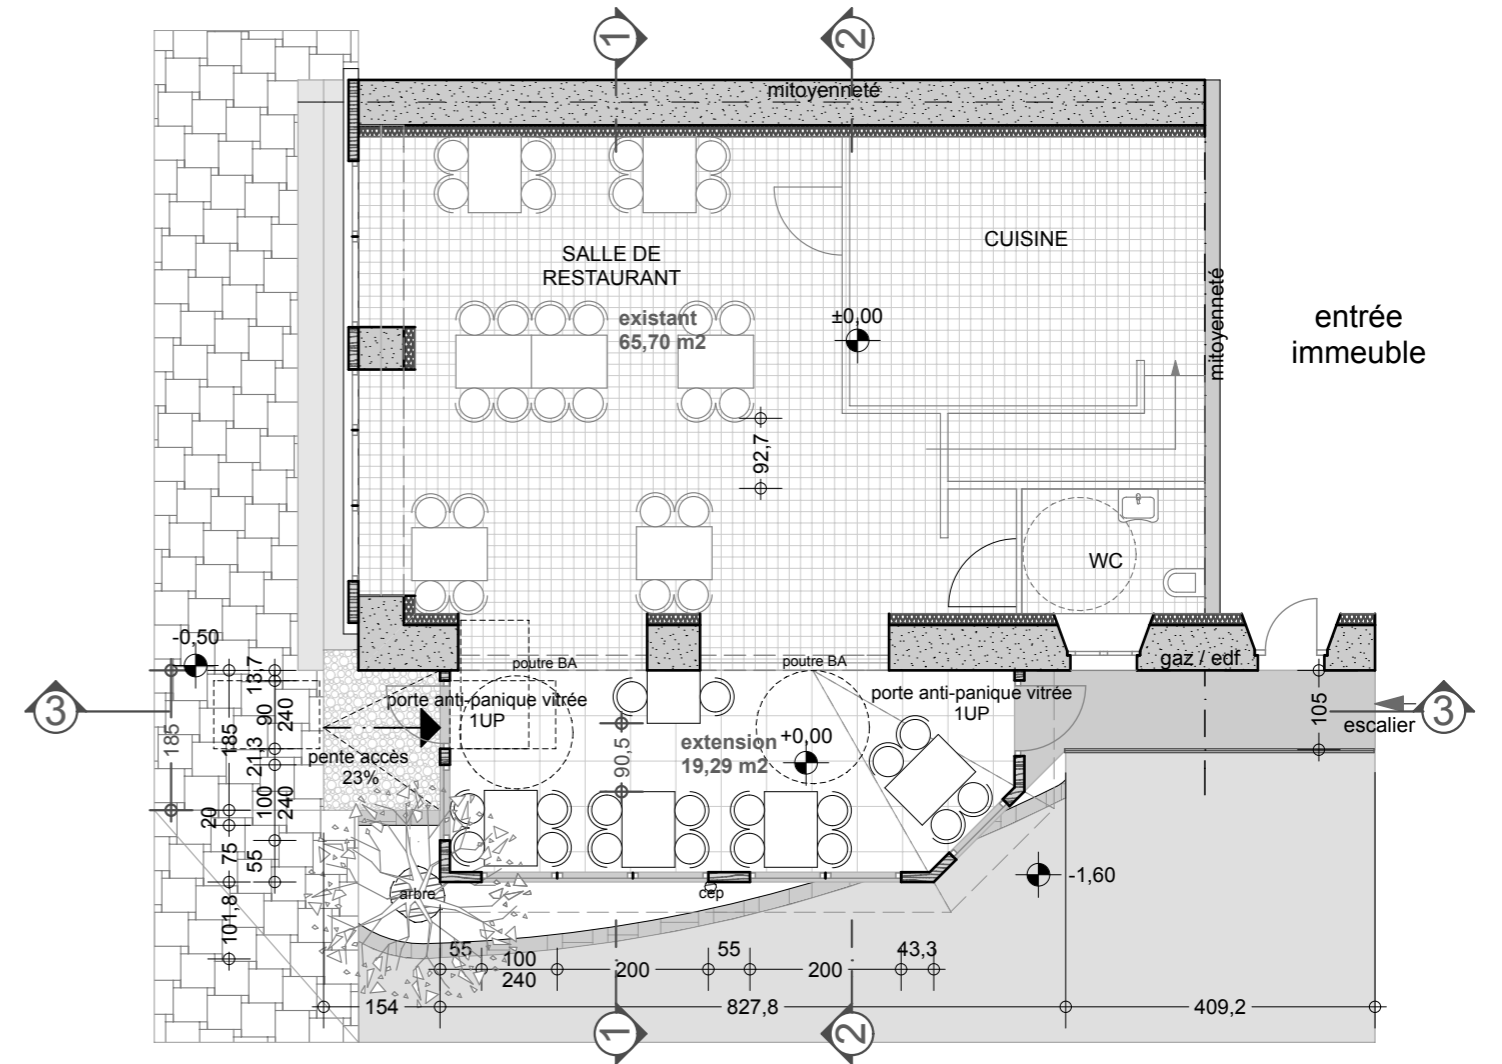 1
2
mitoyenneté
CUISINE
SALLE DE
RESTAURANT
existant
65,70 m2
±0,00
mitoyenneté
entrée
immeuble
92,7
WC
-0,50
poutre BA
poutre BA
gaz / edf
3
porte anti-panique vitrée
1UP
porte anti-panique vitrée
1UP
105
escalier
3
185
185
13,7
90
240
21,3
100
240
20
75
55
101,8
pente accès
23%
90,5
extension
19,29 m2
+0,00
arbre
cep
-1,60
55
100
240
200
55
200
43,3
154
827,8
409,2
1
2